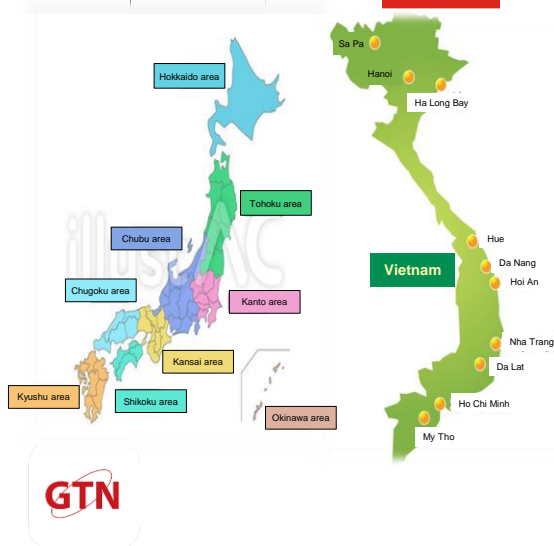 Hokkaido area
Tohoku area
Chubu area
Chugoku area
Kanto area
Kansai area
Kyushu area
Shikoku area
Okinawa area
GTN
Sa Pa
Hanoi
Ha Long Bay
Hue
Da Nang
Hoi An
Vietnam
Nha Trang
Da Lat
Ho Chi Minh
My Tho